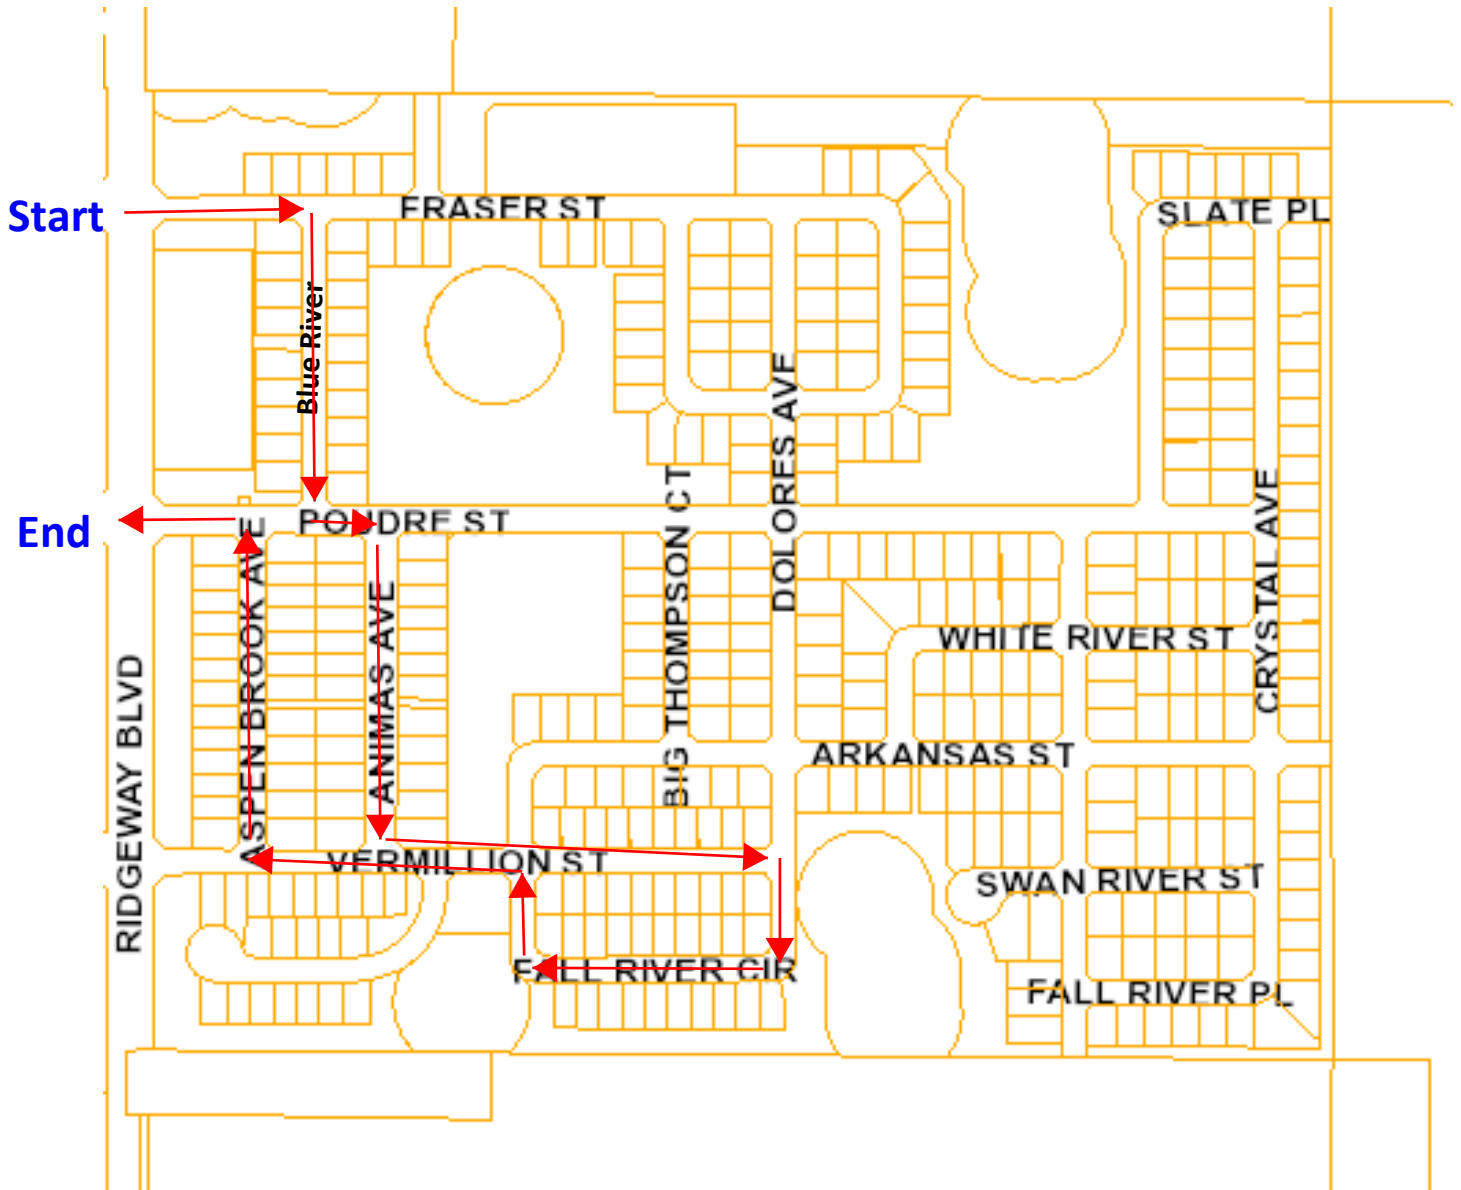 Start
FRASER ST
SLATE PL
Blue River
End
POUDRE ST
ASPEN BROOK AVE
ANIMAS AVE
BIG THOMPSON CT
DOLORES AVE
CRYSTAL AVE
WHITE RIVER ST
RIDGEWAY BLVD
ARKANSAS ST
VERMILLION ST
SWAN RIVER ST
FALL RIVER CIR
FALL RIVER PL